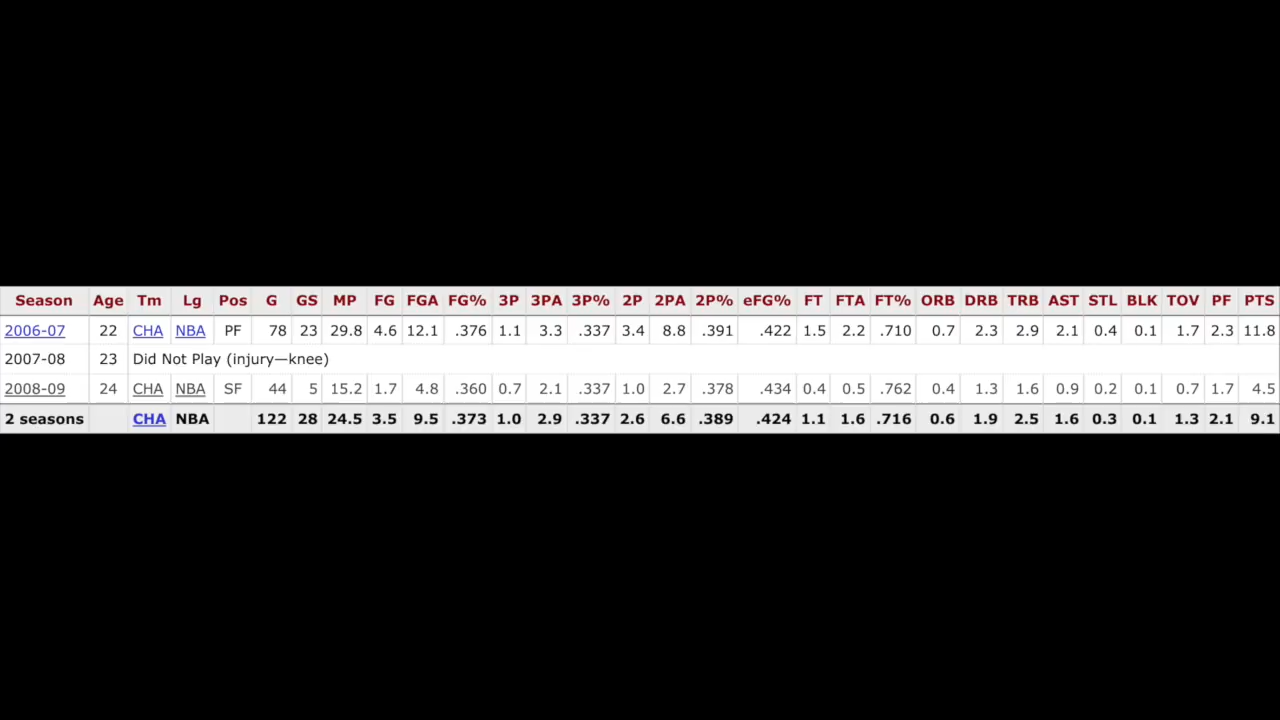 Season Age Tm Lg Pos G GS MP FG FGA FG% 3P 3PA 3P% 2P 2PA 2P% eFG% FT FTA FT% ORB DRB TRB AST STL BLK TOV PF PTS
2006-07 22 CHA NBA PF 78 23 29.8 4.6 12.1 .376 1.1 3.3 .337 3.4 8.8 .391 .422 1.5 2.2 .710 0.7 2.3 2.9 2.1 0.4 0.1 1.7 2.3 11.8
2007-08 23 Did Not Play (injury—knee)
2008-09 24 CHA NBA SF 44 5 15.2 1.7 4.8 .360 0.7 2.1 .337 1.0 2.7 .378 .434 0.4 0.5 .762 0.4 1.3 1.6 0.9 0.2 0.1 0.7 1.7 4.5
2 seasons CHA NBA 122 28 24.5 3.5 9.5 .373 1.0 2.9 .337 2.6 6.6 .389 .424 1.1 1.6 .716 0.6 1.9 2.5 1.6 0.3 0.1 1.3 2.1 9.1